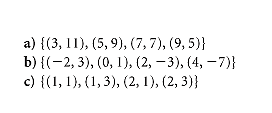 a) {(3, 11), (5, 9), (7, 7), (9, 5)}
b) {(−2, 3), (0, 1), (2, −3), (4, −7)}
c) {(1, 1), (1, 3), (2, 1), (2, 3)}